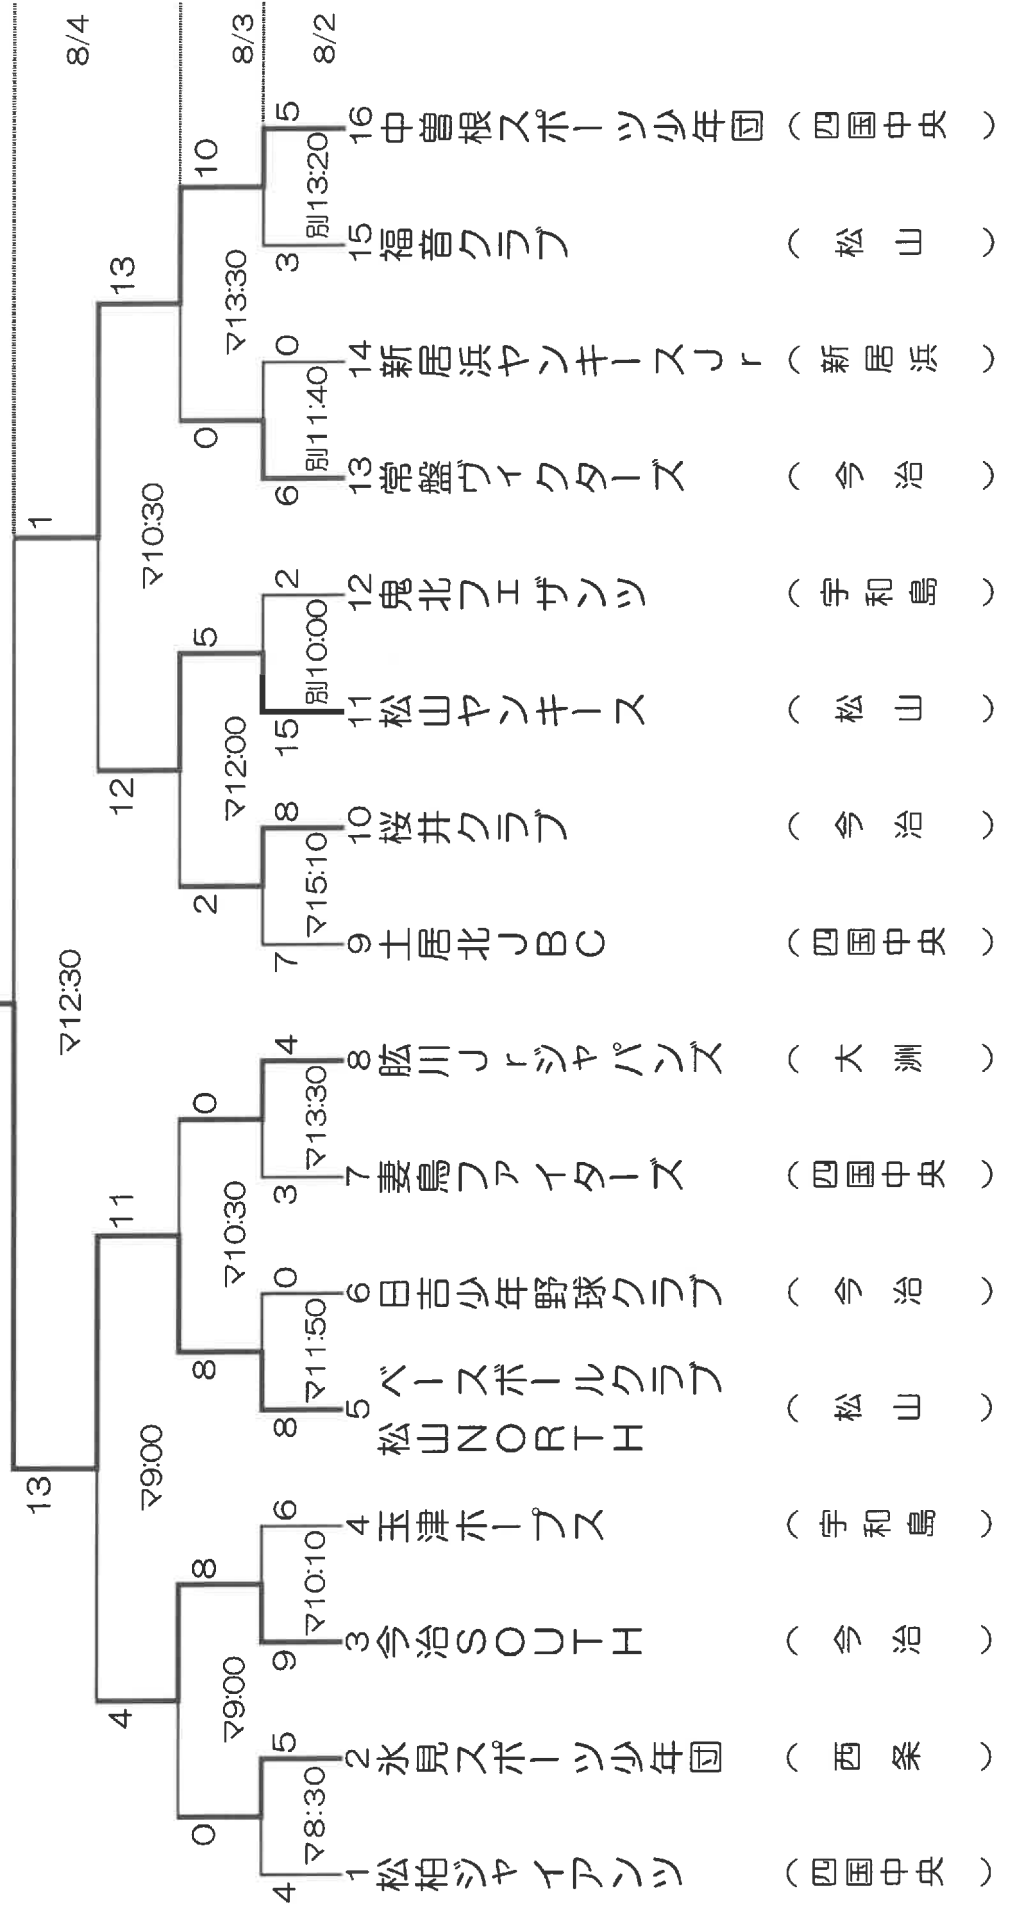 8/4
8/3
8/2
マ12:30
13
1
マ9:00
4
11
マ10:30
12
13
マ9:00
0
8
マ10:30
8
0
マ12:00
2
5
マ13:30
0
10
マ8:30
4
5
マ10:10
9
6
マ11:50
8
0
マ13:30
3
4
マ15:10
7
8
別10:00
15
2
別11:40
6
0
別13:20
3
5
1 松柏ジャイアンツ (四国中央)
2 氷見スポーツ少年団 (西条)
3 今治SOUTH (今治)
4 玉津ホープス (宇和島)
5 松山NORTH
ベースボールクラブ (松山)
6 日吉少年野球クラブ (今治)
7 妻鳥ファイターズ (四国中央)
8 肱川Jrジャパンズ (大洲)
9 土居北JBC (四国中央)
10 桜井クラブ (今治)
11 松山ヤンキース (松山)
12 鬼北フェザンツ (宇和島)
13 常盤ヴィクターズ (今治)
14 新居浜ヤンキースJr (新居浜)
15 福音クラブ (松山)
16 中曽根スポーツ少年団 (四国中央)